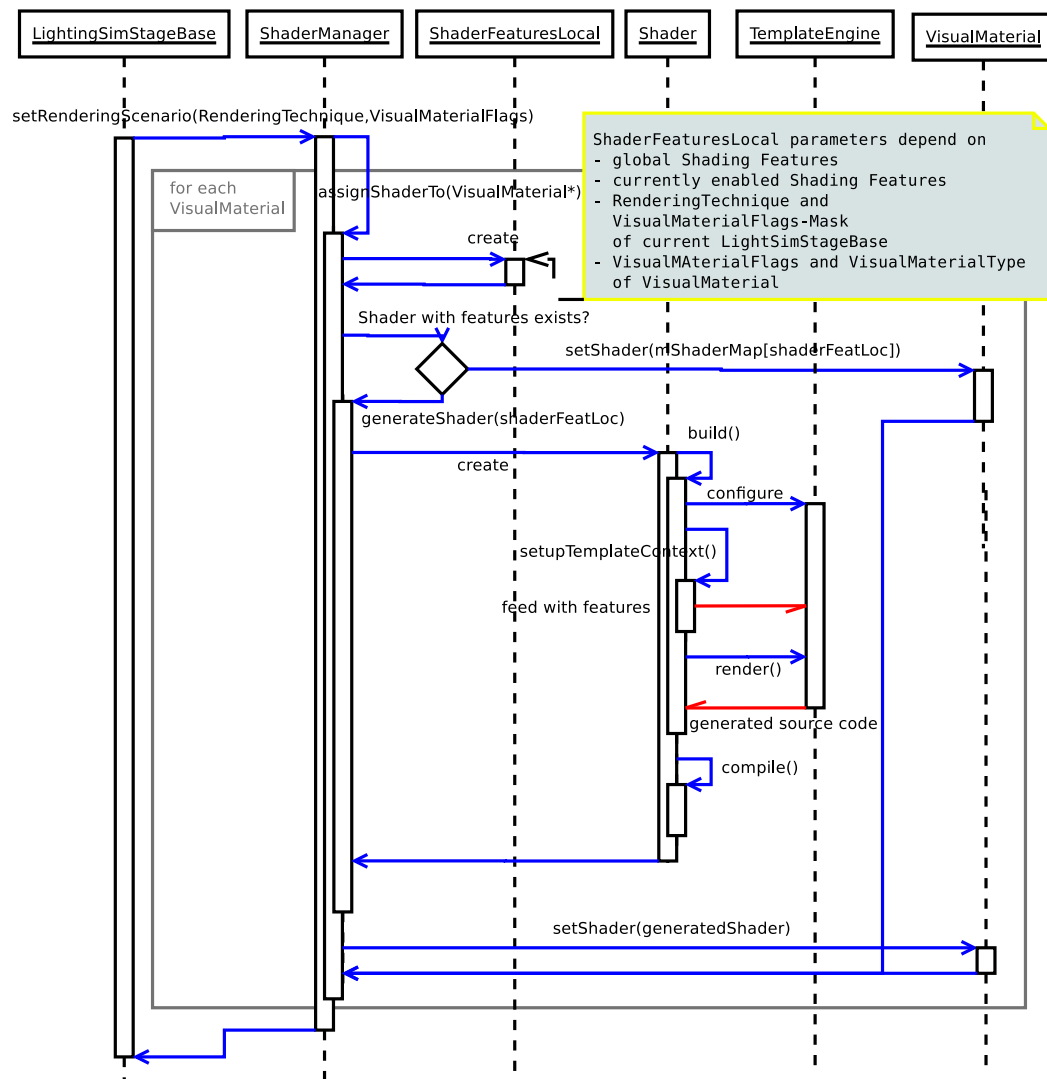 LightingSimStageBase
ShaderManager
ShaderFeaturesLocal
Shader
TemplateEngine
VisualMaterial
setRenderingScenario(RenderingTechnique,VisualMaterialFlags)
ShaderFeaturesLocal parameters depend on
- global Shading Features
- currently enabled Shading Features
- RenderingTechnique and
VisualMaterialFlags-Mask
of current LightSimStageBase
- VisualMAterialFlags and VisualMaterialType
of VisualMaterial
for each
VisualMaterial
assignShaderTo(VisualMaterial*)
create
Shader with features exists?
setShader(mShaderMap[shaderFeatLoc])
generateShader(shaderFeatLoc)
build()
create
configure
setupTemplateContext()
feed with features
render()
generated source code
compile()
setShader(generatedShader)